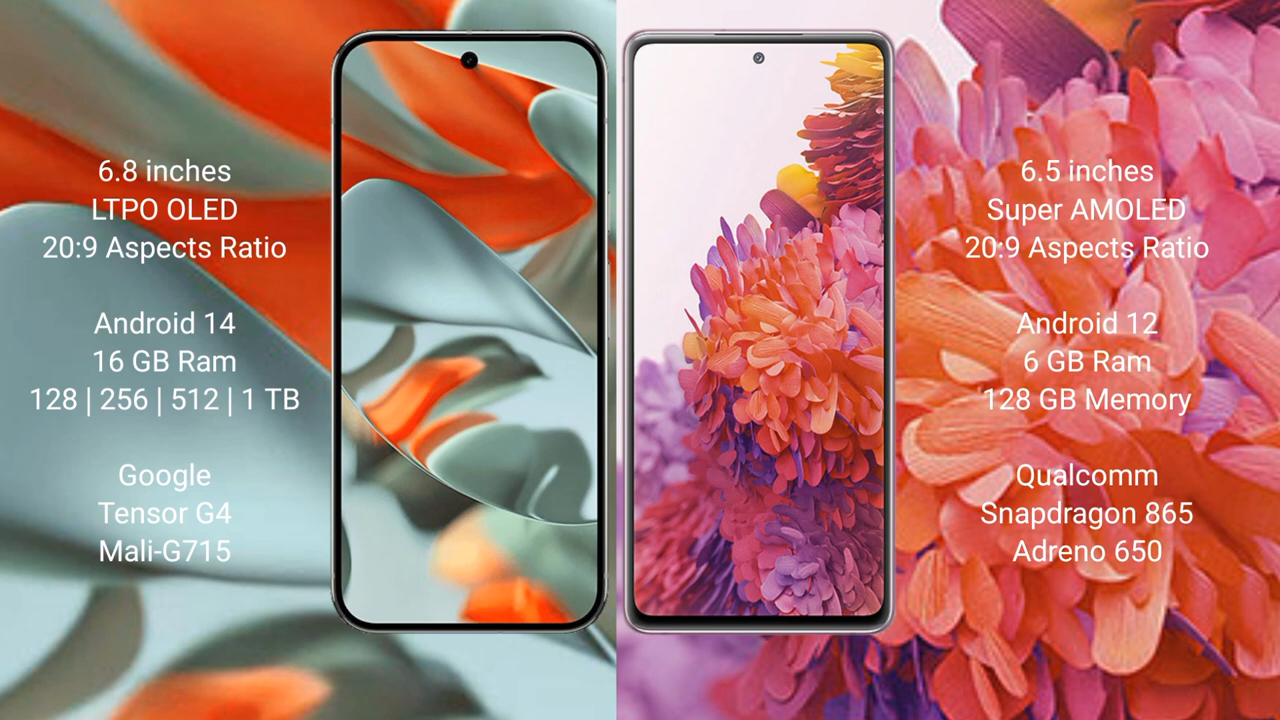 6.8 inches
LTPO OLED
20:9 Aspects Ratio
Android 14
16 GB Ram
128 | 256 | 512 | 1 TB
Google
Tensor G4
Mali-G715
6.5 inches
Super AMOLED
20:9 Aspects Ratio
Android 12
6 GB Ram
128 GB Memory
Qualcomm
Snapdragon 865
Adreno 650